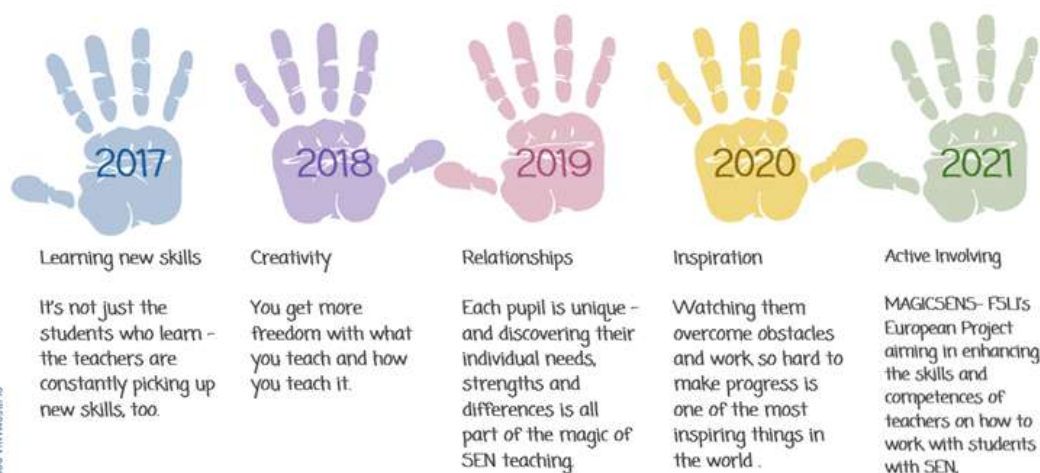 2017
2018
2019
2020
2021
Learning new skills
It's not just the
students who learn -
the teachers are
constantly picking up
new skills, too.
Creativity
You get more
freedom with what
you teach and how
you teach it.
Relationships
Each pupil is unique -
and discovering their
individual needs,
strengths and
differences is all
part of the magic of
SEN teaching
Inspiration
Watching them
overcome obstacles
and work so hard to
make progress is
one of the most
inspiring things in
the world .
Active Involving
MAGICSENS- FSLI's
European Project
aiming in enhancing
the skills and
competences of
teachers on how to
work with students
with SEN.